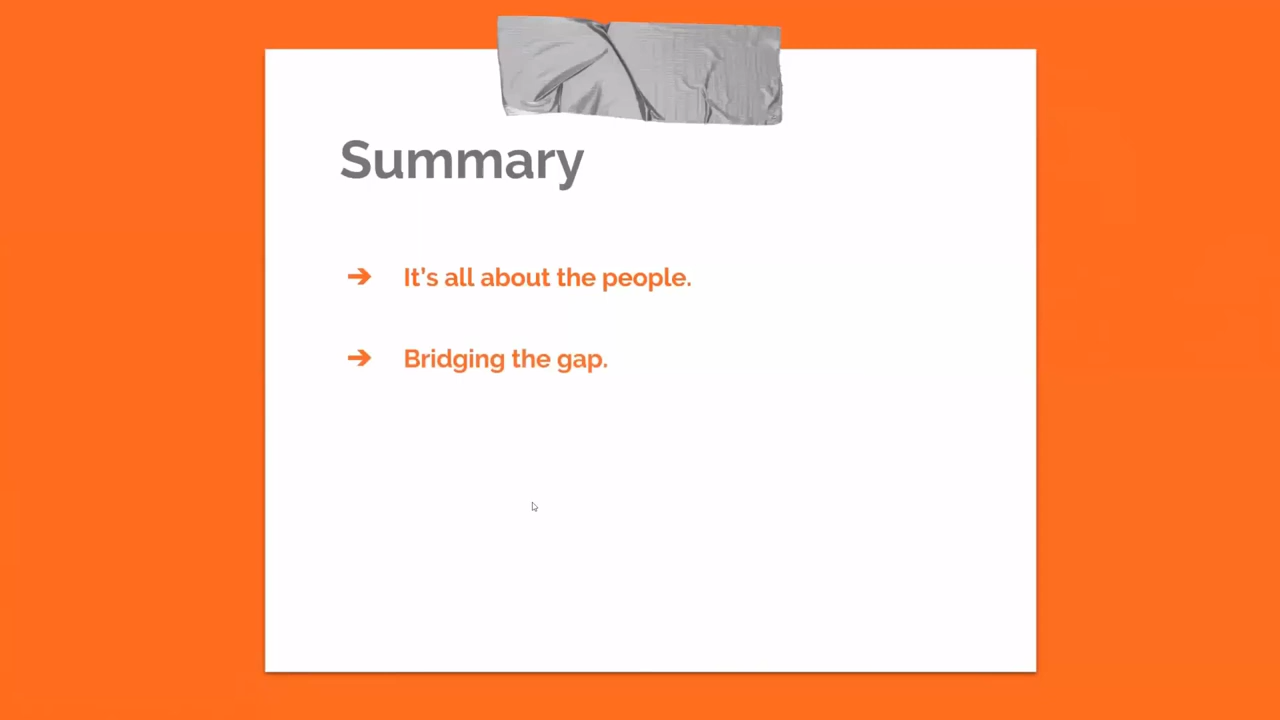 Summary
➔ It’s all about the people.
➔ Bridging the gap.